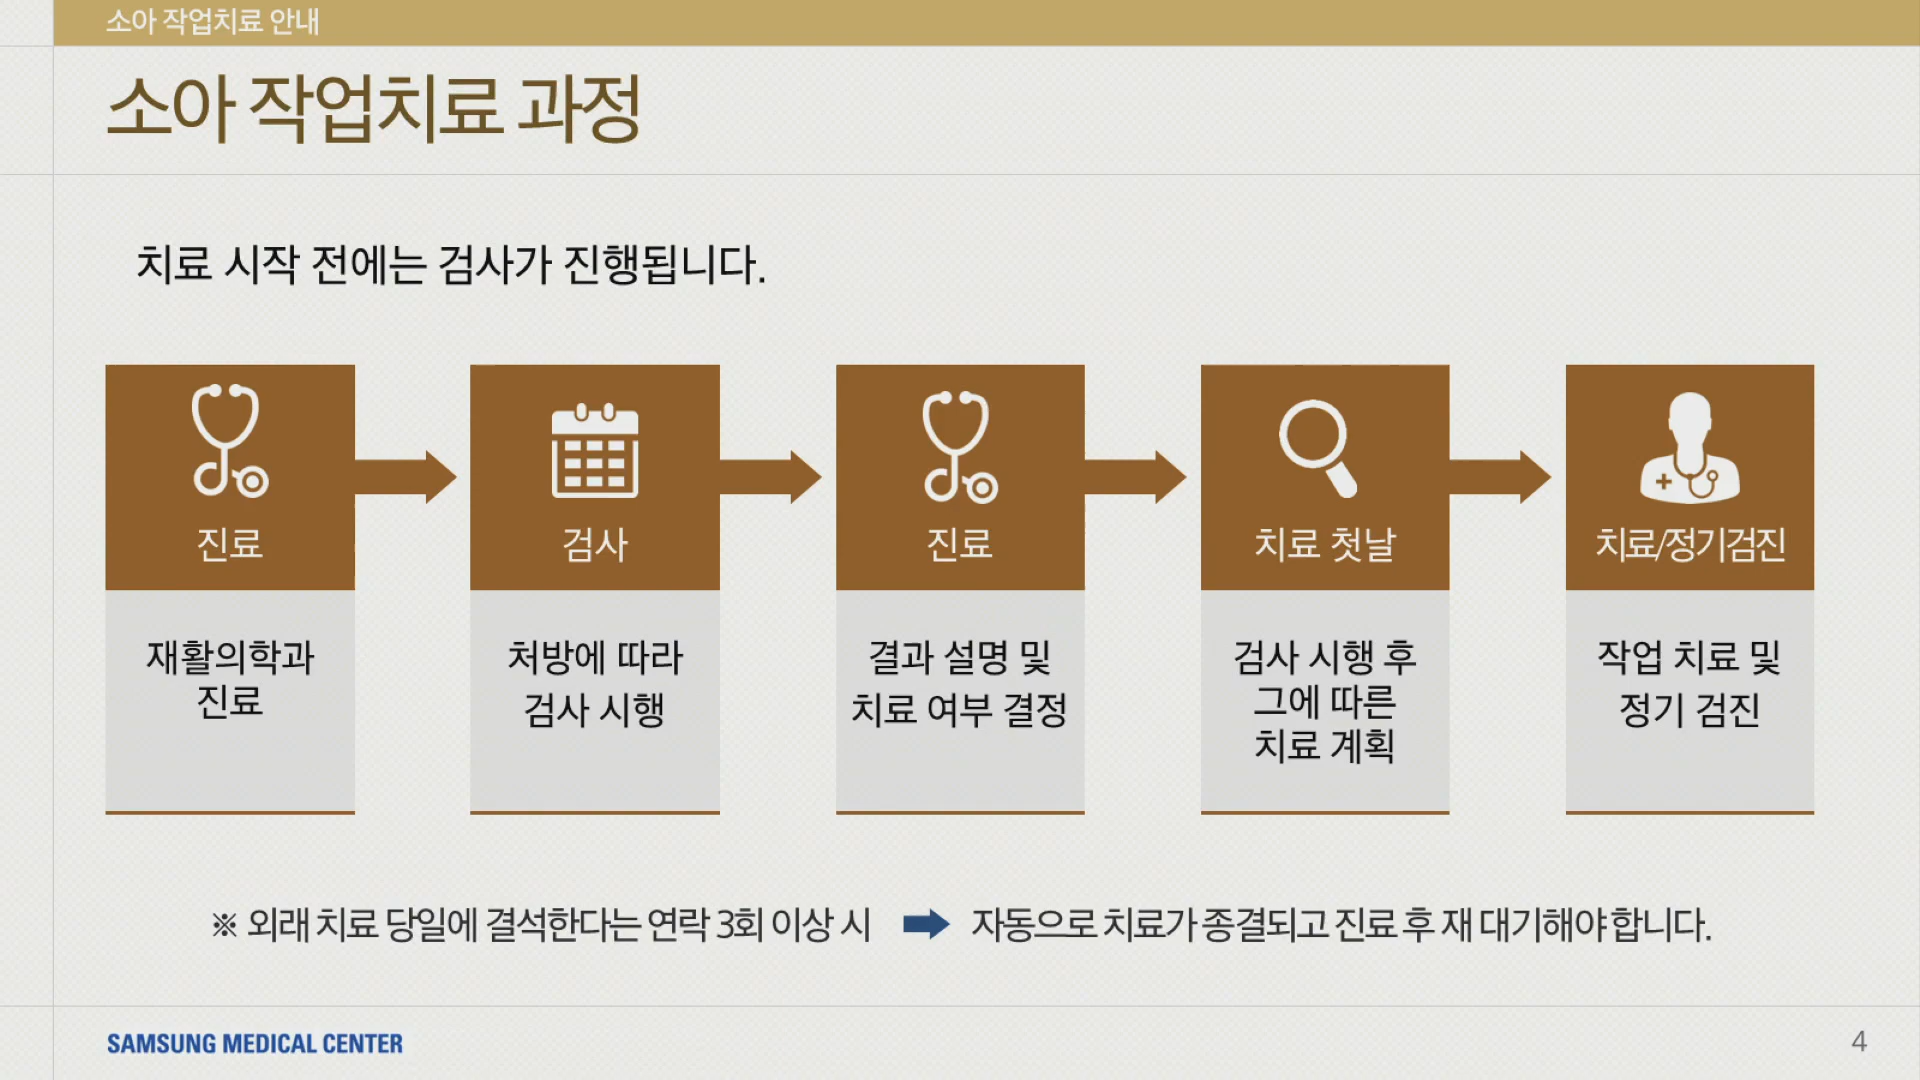 소아 작업치료 안내
소아 작업치료 과정
치료 시작 전에는 검사가 진행됩니다.
진료
재활의학과
진료
검사
처방에 따라
검사 시행
진료
결과 설명 및
치료 여부 결정
치료 첫날
검사 시행 후
그에 따른
치료 계획
치료/정기검진
작업 치료 및
정기 검진
※ 외래 치료 당일에 결석한다는 연락 3회 이상 시 ➡ 자동으로 치료가 종결되고 진료 후 재 대기해야 합니다.
SAMSUNG MEDICAL CENTER
4